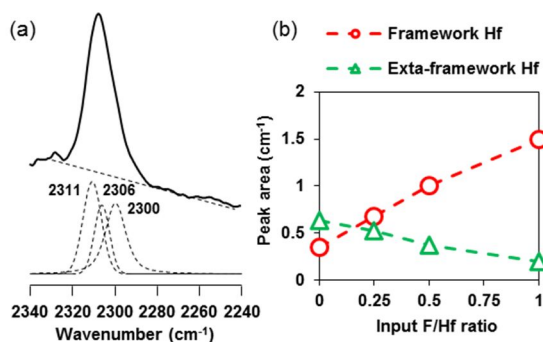 (a)
2311
2306
2300
2340 2320 2300 2280 2260 2240
Wavenumber (cm⁻¹)
(b)
Framework Hf
Exta-framework Hf
2
1.5
1
0.5
0
Peak area (cm⁻¹)
0 0.25 0.5 0.75 1
Input F/Hf ratio